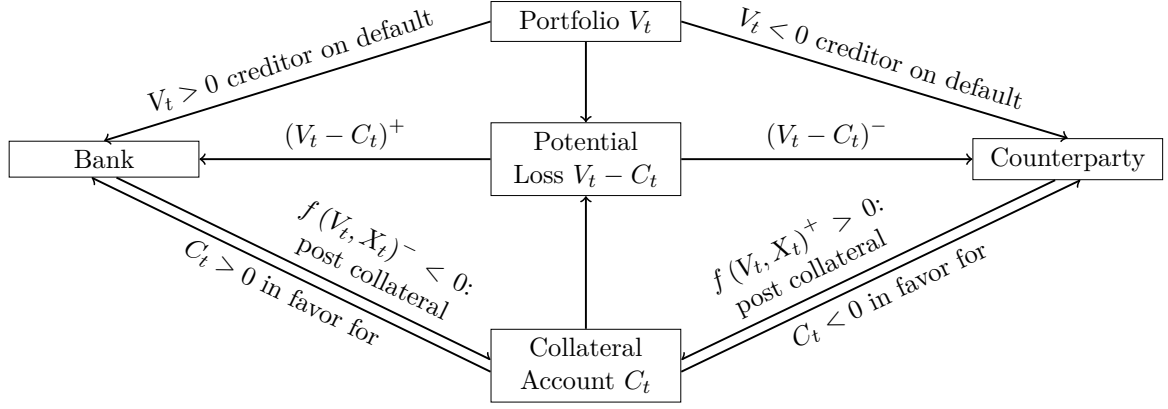 Portfolio $V_t$
$V_t > 0$ creditor on default
$V_t < 0$ creditor on default
Bank
$(V_t - C_t)^+$
Potential
Loss $V_t - C_t$
$(V_t - C_t)^-$
Counterparty
$f(V_t, X_t)^- < 0$:
post collateral
$C_t > 0$ in favor for
$f(V_t, X_t)^+ > 0$:
post collateral
$C_t < 0$ in favor for
Collateral
Account $C_t$